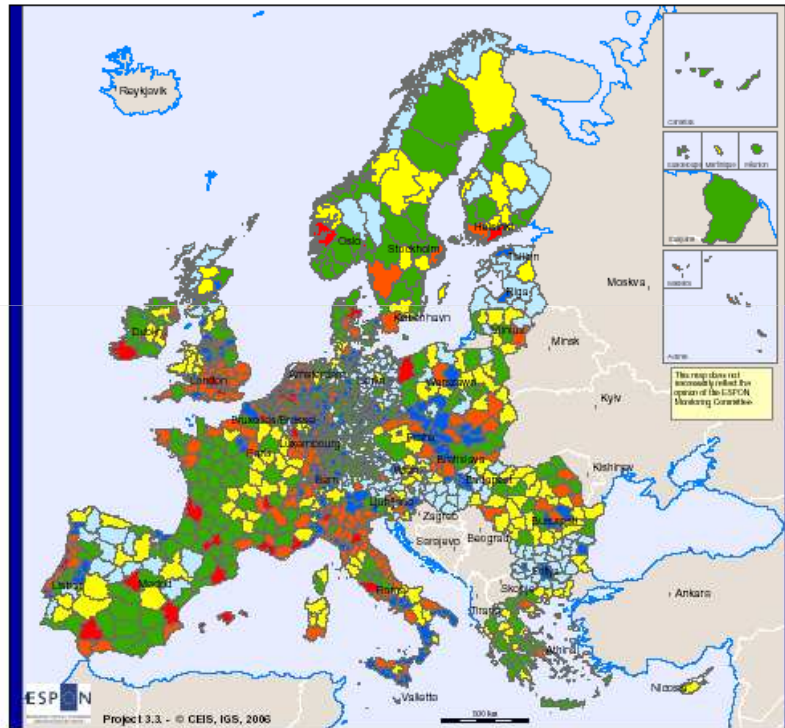 Reykjavik
Canarias
Guadeloupe
Martinique
Réunion
Guyane
Madeira
Açores
Oslo
Helsinki
Stockholm
Tallinn
Riga
Moskva
København
Vilnius
Minsk
Dublin
London
Amsterdam
Berlin
Warszawa
This map does not
necessarily reflect the
opinion of the ESPON
Monitoring Committee
Kyiv
Bruxelles/Brussel
Luxembourg
Paris
Praha
Bratislava
Kishinev
Wien
Budapest
Bern
Ljubljana
Zagreb
Beograd
Bucuresti
Sarajevo
Sofiya
Skopje
Lisboa
Madrid
Roma
Tirana
Ankara
Athina
Valletta
Nicosia
ESPON
Project 3.3. - © CEIS, IGS, 2006
500 km